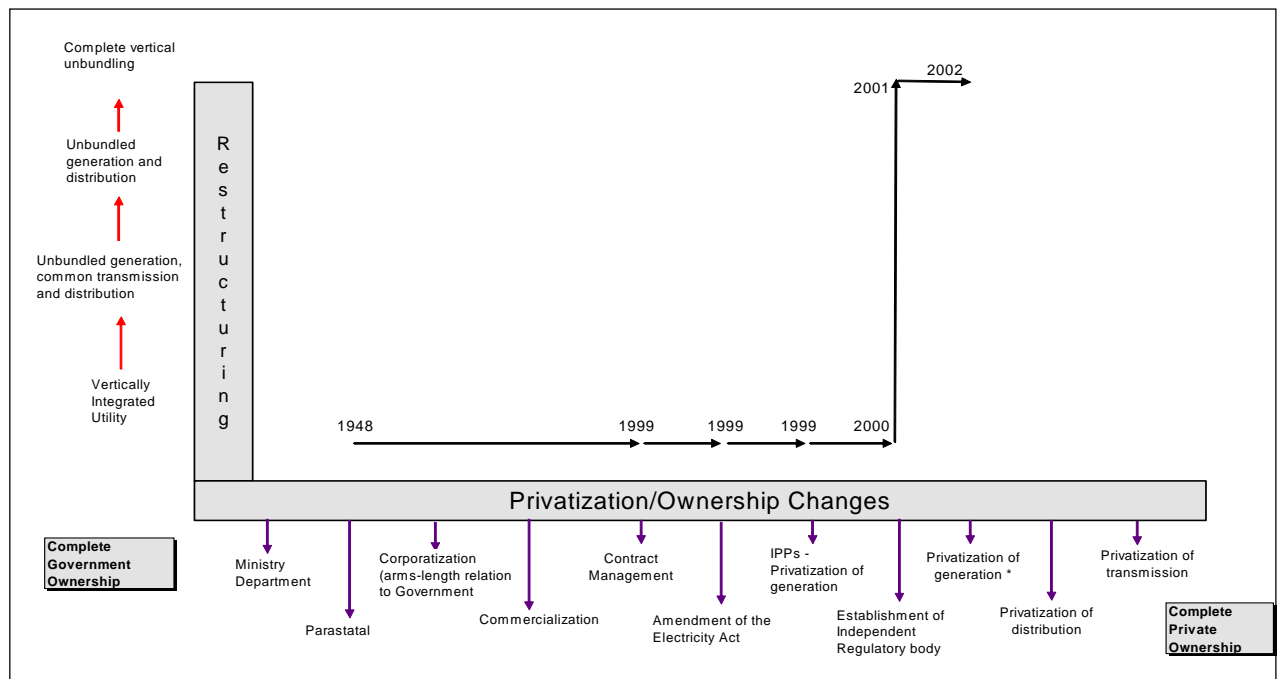 Complete vertical
unbundling
Unbundled
generation and
distribution
Unbundled generation,
common transmission
and distribution
Vertically
Integrated
Utility
Restructuring
2002
2001
1948
1999
1999
1999
2000
Privatization/Ownership Changes
Complete
Government
Ownership
Ministry
Department
Parastatal
Corporatization
(arms-length relation
to Government
Commercialization
Contract
Management
Amendment of the
Electricity Act
IPPs -
Privatization of
generation
Establishment of
Independent
Regulatory body
Privatization of
generation *
Privatization of
distribution
Privatization of
transmission
Complete
Private
Ownership